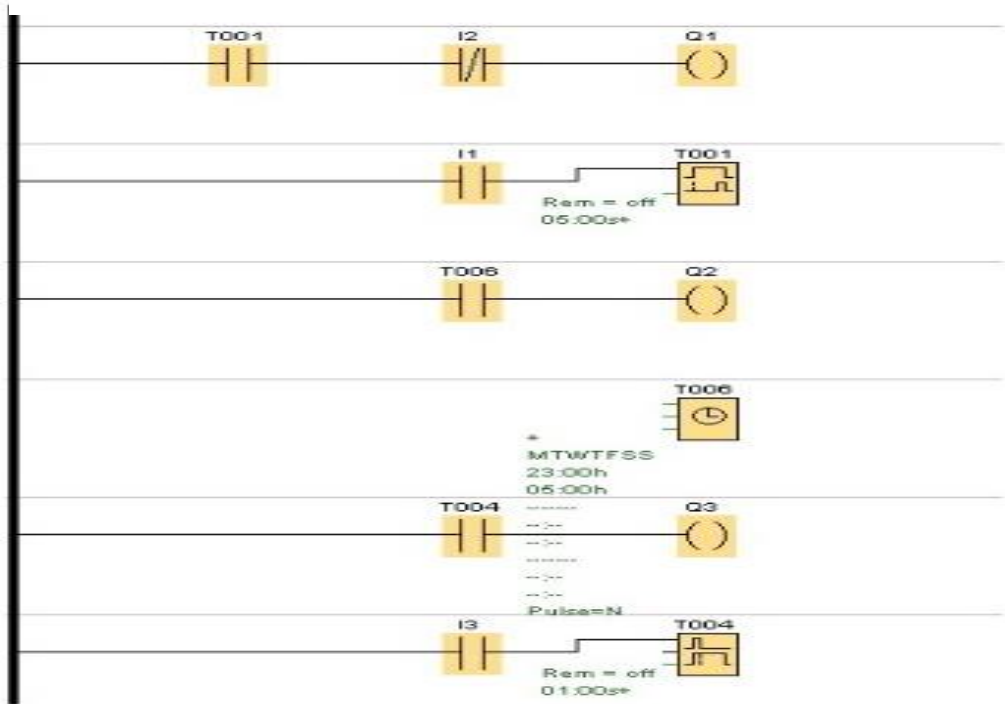 T001 I2 Q1
I1 T001
Rem = off
05:00s+
T006 Q2
T006
+
MTWTFSS
23:00h
05:00h
T004 ------ Q3
--:--
--:--
------
--:--
--:--
Pulse=N
I3 T004
Rem = off
01:00s+